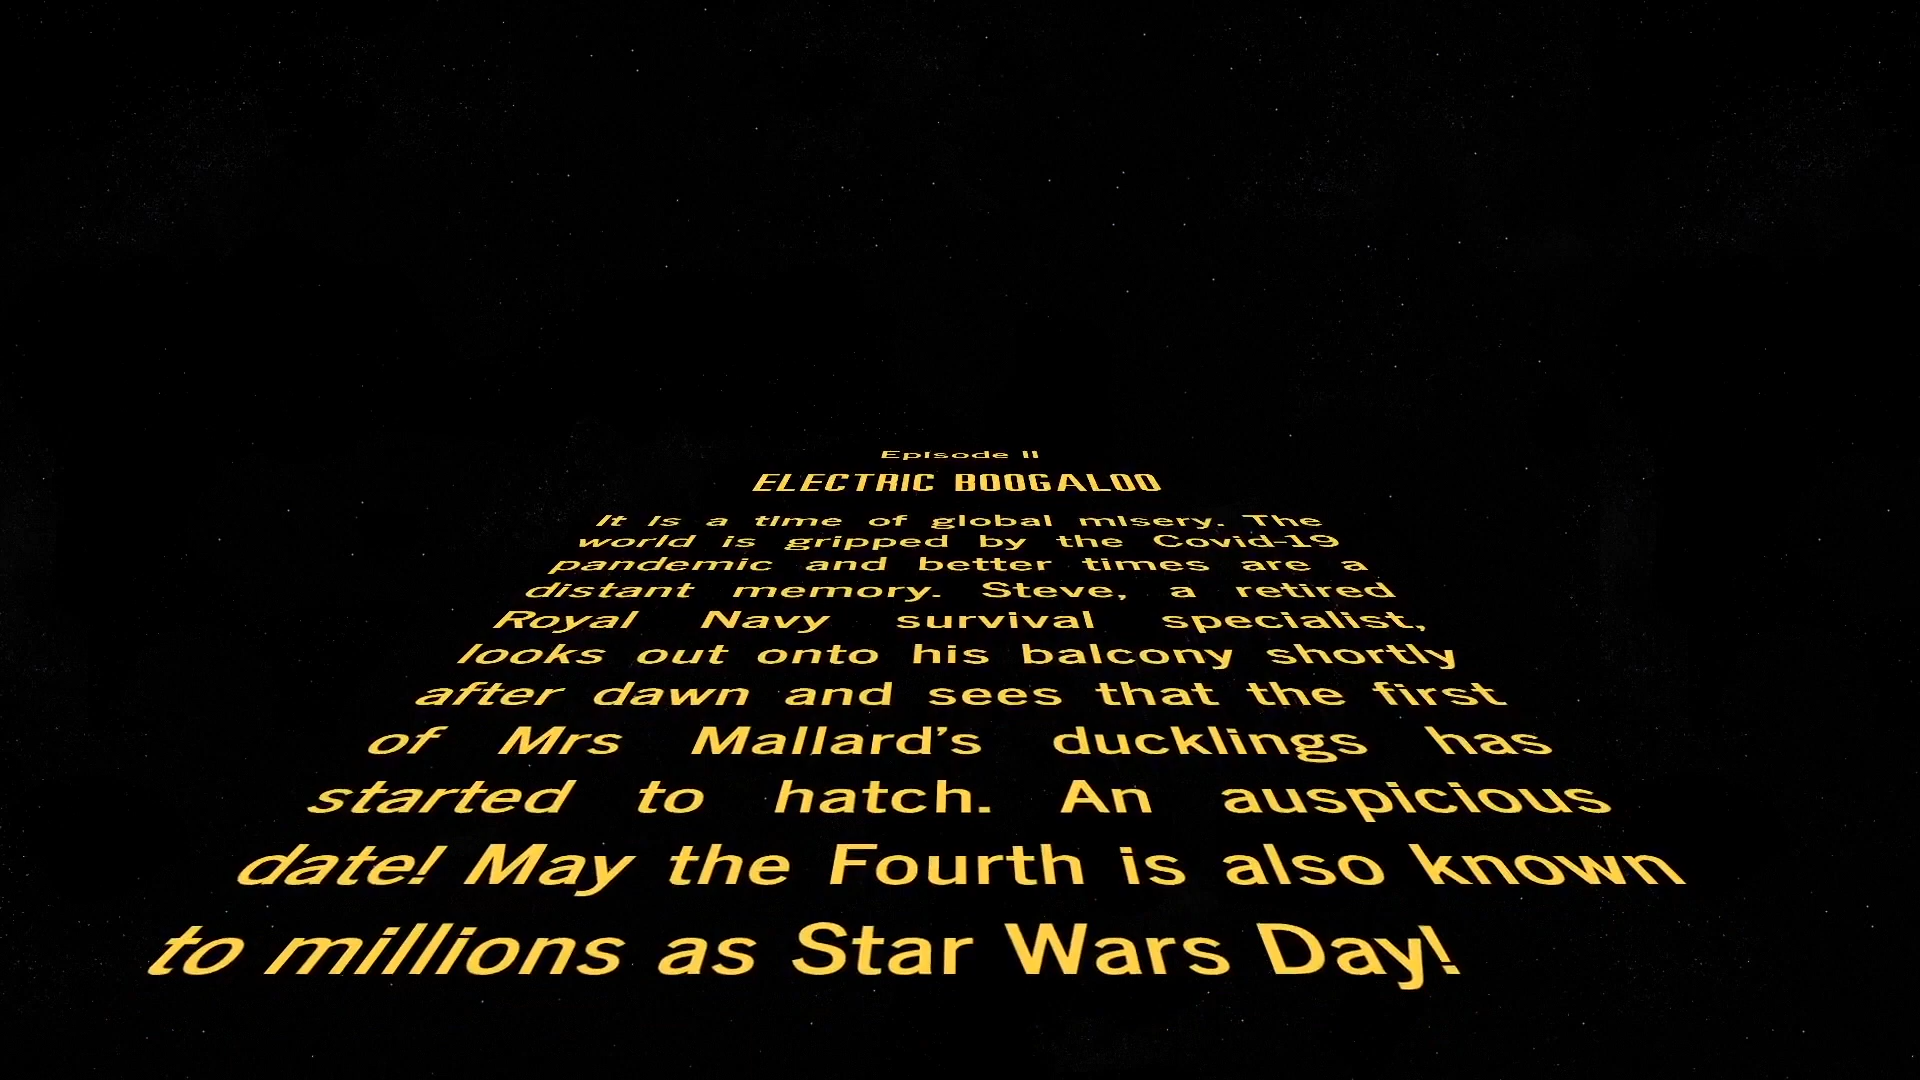 Episode II
ELECTRIC BOOGALOO
It is a time of global misery. The
world is gripped by the Covid-19
pandemic and better times are a
distant memory. Steve, a retired
Royal Navy survival specialist,
looks out onto his balcony shortly
after dawn and sees that the first
of Mrs Mallard’s ducklings has
started to hatch. An auspicious
date! May the Fourth is also known
to millions as Star Wars Day!